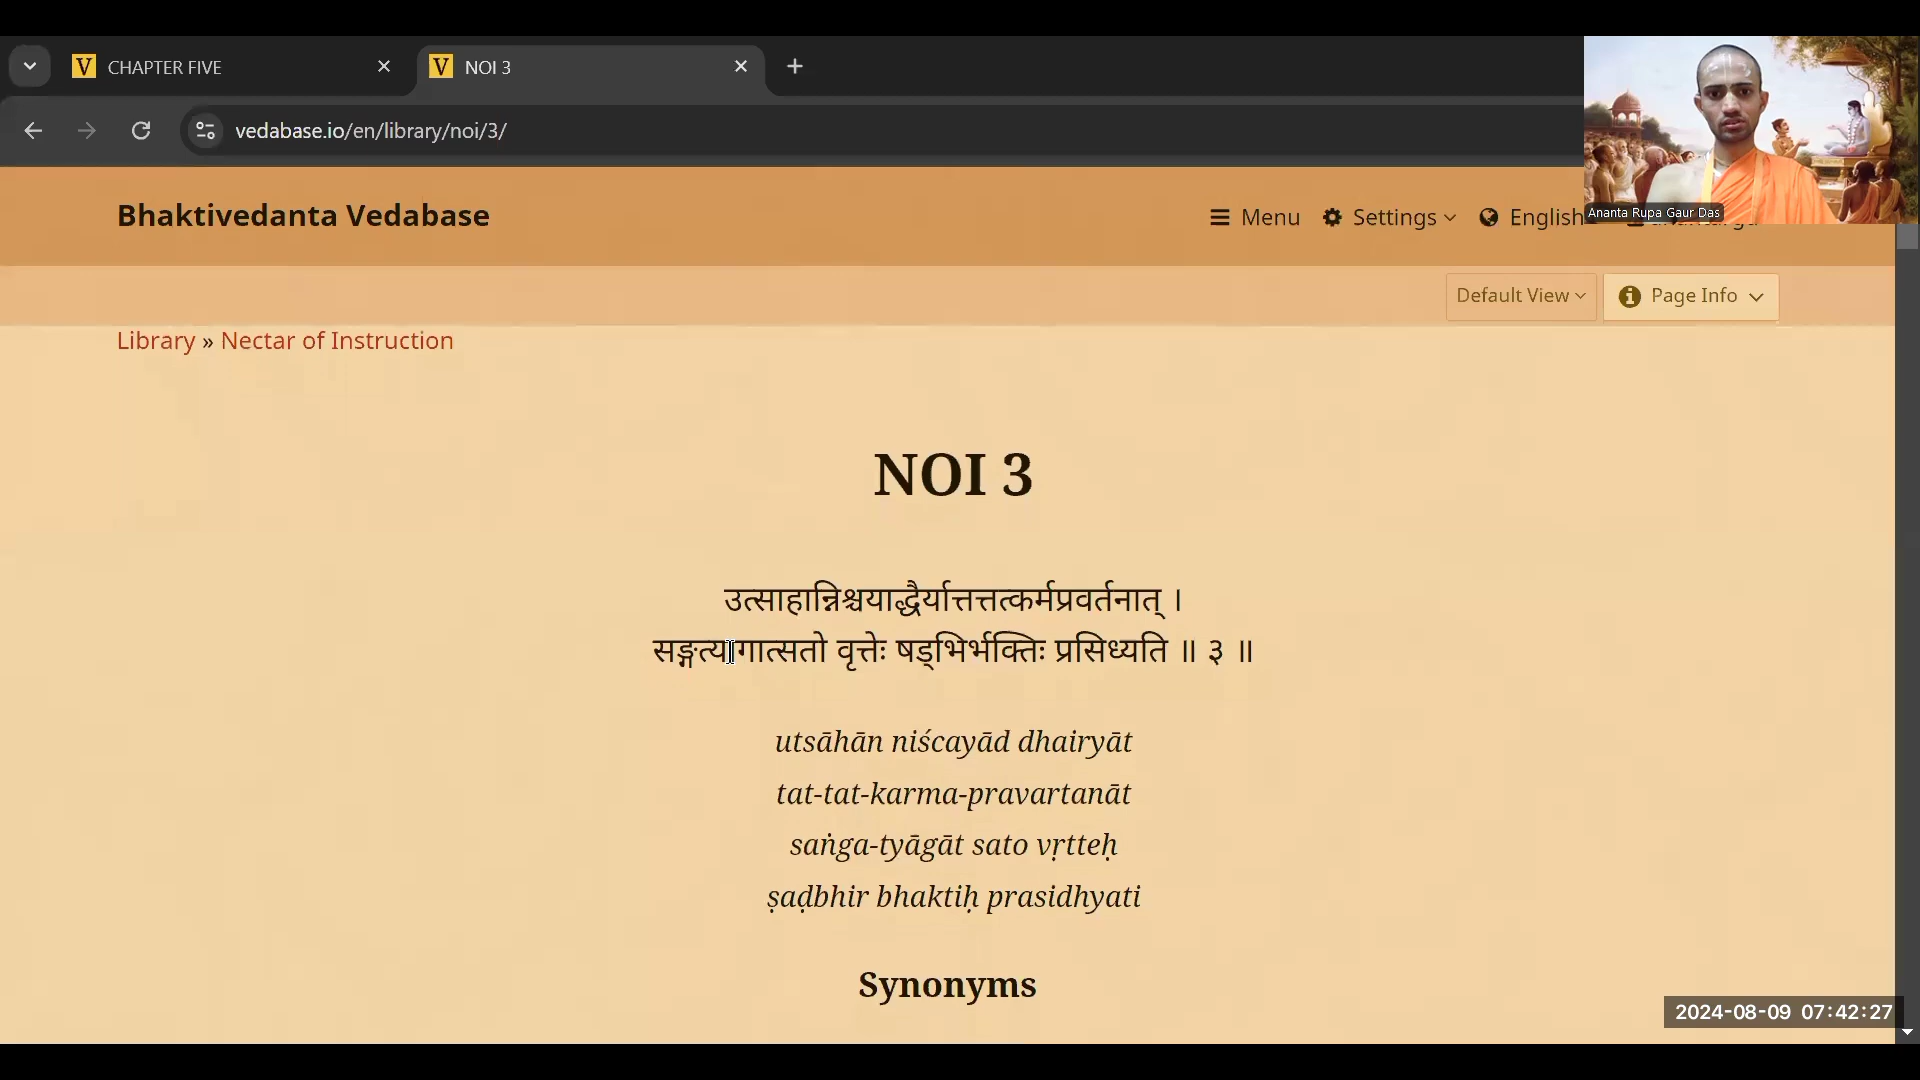 CHAPTER FIVE
NOI 3
vedabase.io/en/library/noi/3/
Ananta Rupa Gaur Das
Bhaktivedanta Vedabase
Menu
Settings
English
Default View
Page Info
Library » Nectar of Instruction
NOI 3
उत्साहान्निश्चयाद्धैर्यात्तत्तत्कर्मप्रवर्तनात् ।
सङ्गत्यागात्सतो वृत्तेः षड्‍भिर्भक्तिः प्रसिध्यति ॥ ३ ॥
utsāhān niścayād dhairyāt
tat-tat-karma-pravartanāt
saṅga-tyāgāt sato vṛtteḥ
ṣaḍbhir bhaktiḥ prasidhyati
Synonyms
2024-08-09 07:42:27